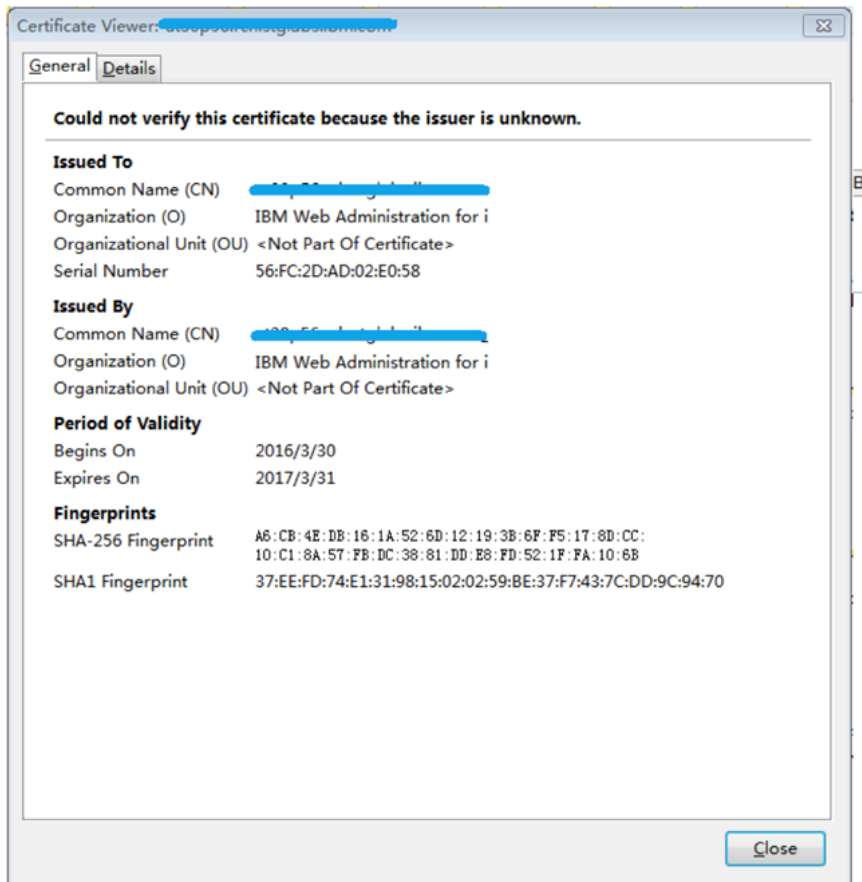 Certificate Viewer:
General Details
Could not verify this certificate because the issuer is unknown.
Issued To
Common Name (CN)
Organization (O) IBM Web Administration for i
Organizational Unit (OU) <Not Part Of Certificate>
Serial Number 56:FC:2D:AD:02:E0:58
Issued By
Common Name (CN)
Organization (O) IBM Web Administration for i
Organizational Unit (OU) <Not Part Of Certificate>
Period of Validity
Begins On 2016/3/30
Expires On 2017/3/31
Fingerprints
SHA-256 Fingerprint A6:CB:4E:DB:16:1A:52:6D:12:19:3B:6F:F5:17:8D:CC:
10:C1:8A:57:FB:DC:38:81:DD:E8:FD:52:1F:FA:10:6B
SHA1 Fingerprint 37:EE:FD:74:E1:31:98:15:02:02:59:BE:37:F7:43:7C:DD:9C:94:70
Close